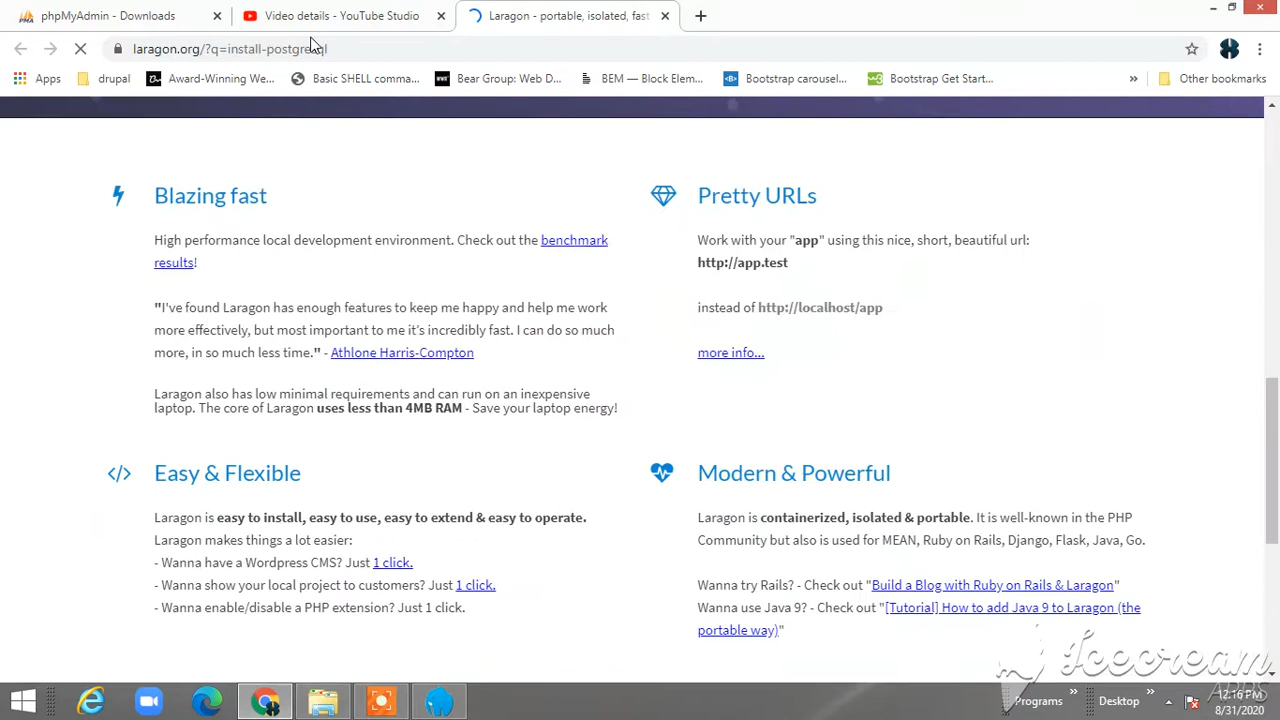 phpMyAdmin - Downloads
Video details - YouTube Studio
Laragon - portable, isolated, fast
laragon.org/?q=install-postgresql
Apps
drupal
Award-Winning We...
Basic SHELL comma...
Bear Group: Web D...
BEM — Block Elem...
Bootstrap carousel...
Bootstrap Get Start...
»
Other bookmarks
Blazing fast
High performance local development environment. Check out the benchmark
results!
"I've found Laragon has enough features to keep me happy and help me work
more effectively, but most important to me it's incredibly fast. I can do so much
more, in so much less time." - Athlone Harris-Compton
Laragon also has low minimal requirements and can run on an inexpensive
laptop. The core of Laragon uses less than 4MB RAM - Save your laptop energy!
Pretty URLs
Work with your "app" using this nice, short, beautiful url:
http://app.test
instead of http://localhost/app
more info...
Easy & Flexible
Laragon is easy to install, easy to use, easy to extend & easy to operate.
Laragon makes things a lot easier:
- Wanna have a Wordpress CMS? Just 1 click.
- Wanna show your local project to customers? Just 1 click.
- Wanna enable/disable a PHP extension? Just 1 click.
Modern & Powerful
Laragon is containerized, isolated & portable. It is well-known in the PHP
Community but also is used for MEAN, Ruby on Rails, Django, Flask, Java, Go.
Wanna try Rails? - Check out "Build a Blog with Ruby on Rails & Laragon"
Wanna use Java 9? - Check out "[Tutorial] How to add Java 9 to Laragon (the
portable way)"
Icecream
APPS
Programs
»
Desktop
»
12:16 PM
8/31/2020